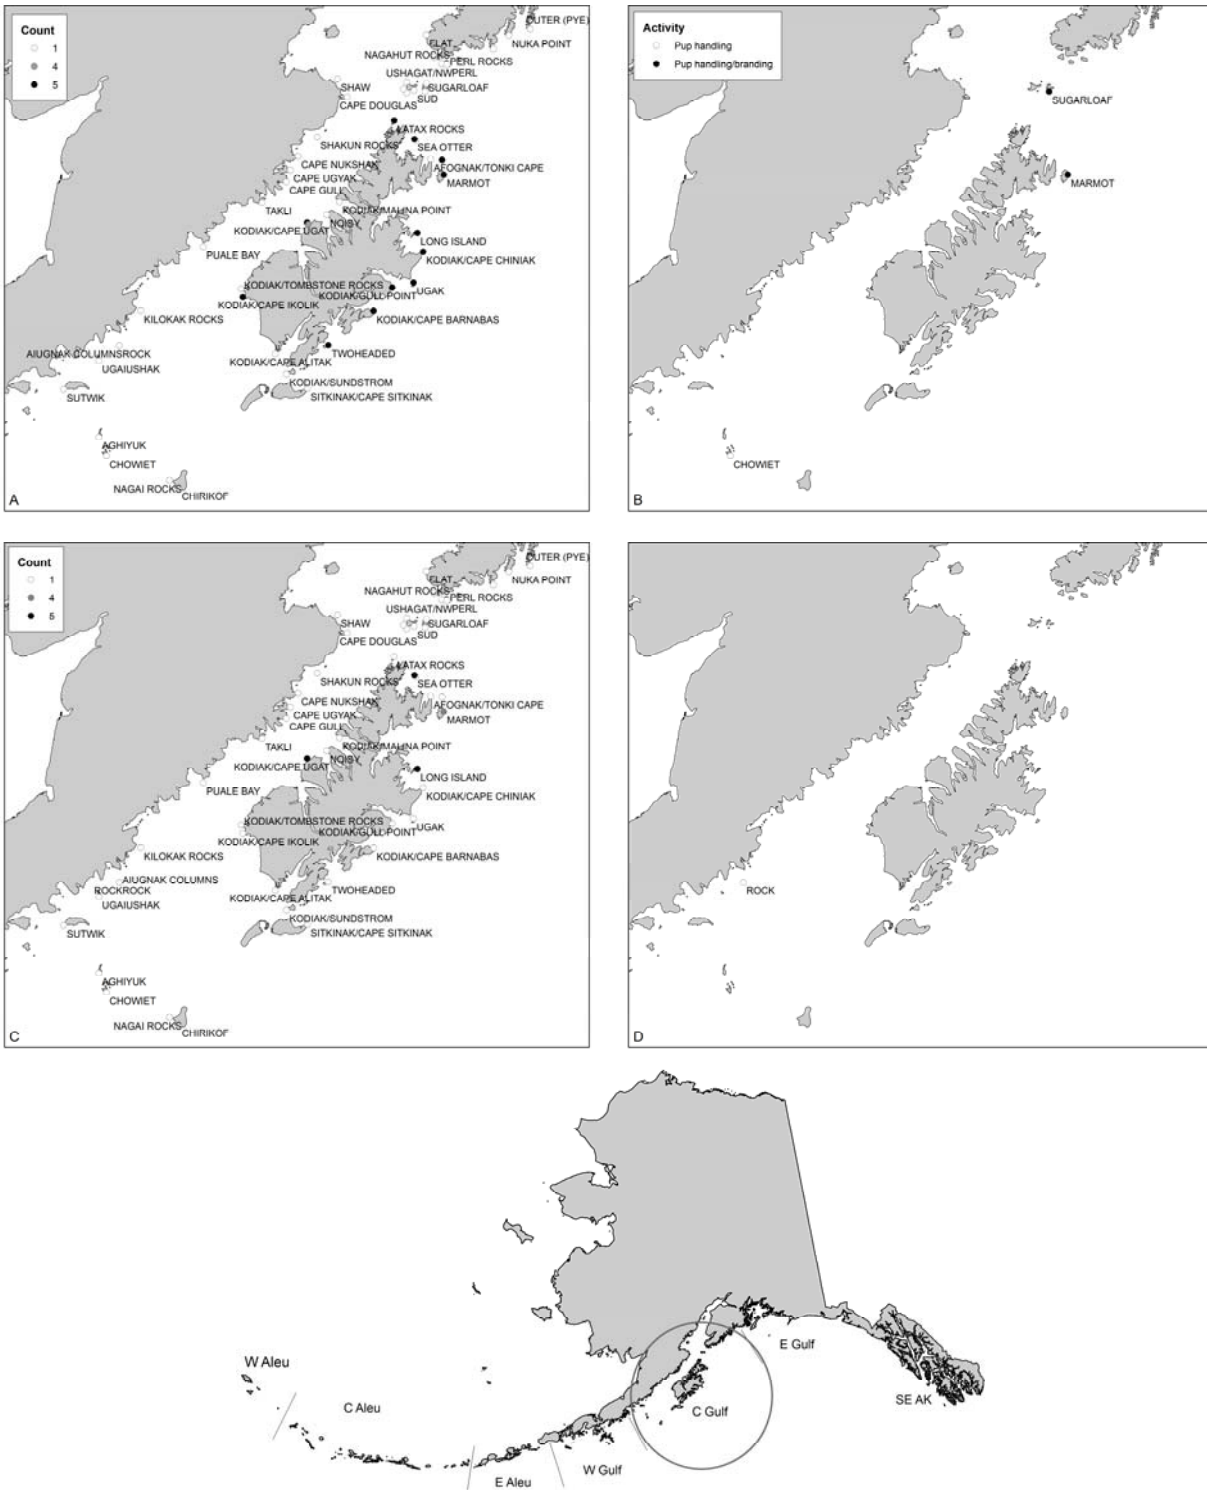 Count
1
4
5
OUTER (PYE)
FLAT
NUKA POINT
NAGAHUT ROCKS
PERL ROCKS
USHAGAT/NW
PERL
SHAW
SUGARLOAF
SUD
CAPE DOUGLAS
LATAX ROCKS
SHAKUN ROCKS
SEA OTTER
CAPE NUKSHAK
AFOGNAK/TONKI CAPE
CAPE UGYAK
MARMOT
CAPE GULL
TAKLI
KODIAK/MALINA POINT
NOISY
KODIAK/CAPE UGAT
LONG ISLAND
PUALE BAY
KODIAK/CAPE CHINIAK
KODIAK/TOMBSTONE ROCKS
KODIAK/GULL POINT
UGAK
KODIAK/CAPE IKOLIK
KILOKAK ROCKS
KODIAK/CAPE BARNABAS
AIUGNAK COLUMNS
ROCK
TWOHEADED
KODIAK/CAPE ALITAK
UGAIUSHAK
KODIAK/SUNDSTROM
SUTWIK
SITKINAK/CAPE SITKINAK
AGHIYUK
CHOWIET
NAGAI ROCKS
CHIRIKOF
A
Activity
Pup handling
Pup handling/branding
SUGARLOAF
MARMOT
CHOWIET
B
Count
1
4
5
OUTER (PYE)
FLAT
NUKA POINT
NAGAHUT ROCKS
PERL ROCKS
USHAGAT/NW
PERL
SHAW
SUGARLOAF
SUD
CAPE DOUGLAS
LATAX ROCKS
SHAKUN ROCKS
SEA OTTER
CAPE NUKSHAK
AFOGNAK/TONKI CAPE
CAPE UGYAK
MARMOT
CAPE GULL
TAKLI
KODIAK/MALINA POINT
NOISY
KODIAK/CAPE UGAT
LONG ISLAND
PUALE BAY
KODIAK/CAPE CHINIAK
KODIAK/TOMBSTONE ROCKS
KODIAK/GULL POINT
UGAK
KODIAK/CAPE IKOLIK
KILOKAK ROCKS
KODIAK/CAPE BARNABAS
AIUGNAK COLUMNS
ROCK
ROCK
TWOHEADED
KODIAK/CAPE ALITAK
UGAIUSHAK
KODIAK/SUNDSTROM
SUTWIK
SITKINAK/CAPE SITKINAK
AGHIYUK
CHOWIET
NAGAI ROCKS
CHIRIKOF
C
ROCK
D
W Aleu
C Aleu
E Aleu
W Gulf
C Gulf
E Gulf
SE AK